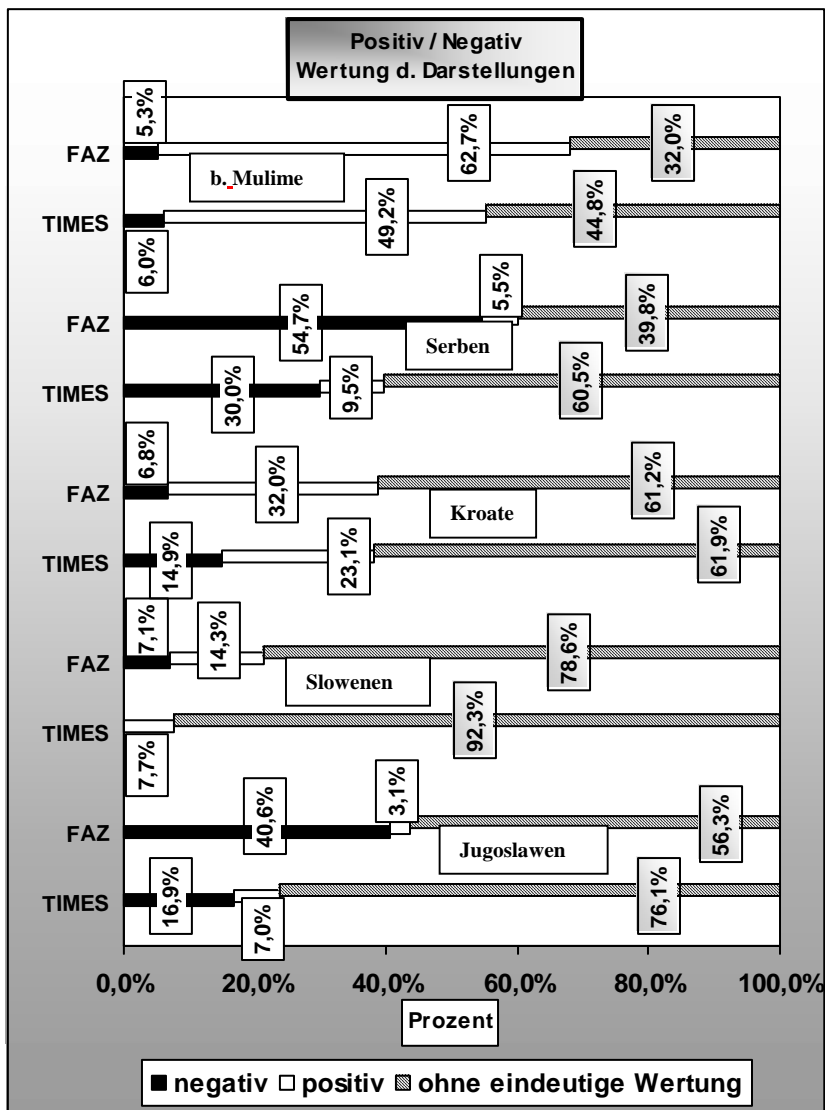 Positiv / Negativ
Wertung d. Darstellungen
FAZ 5,3% 62,7% 32,0%
b. Mulime
TIMES 6,0% 49,2% 44,8%
FAZ 54,7% 5,5% 39,8%
Serben
TIMES 30,0% 9,5% 60,5%
FAZ 6,8% 32,0% 61,2%
Kroate
TIMES 14,9% 23,1% 61,9%
FAZ 7,1% 14,3% 78,6%
Slowenen
TIMES 7,7% 92,3%
FAZ 40,6% 3,1% 56,3%
Jugoslawen
TIMES 16,9% 7,0% 76,1%
0,0% 20,0% 40,0% 60,0% 80,0% 100,0%
Prozent
negativ positiv ohne eindeutige Wertung